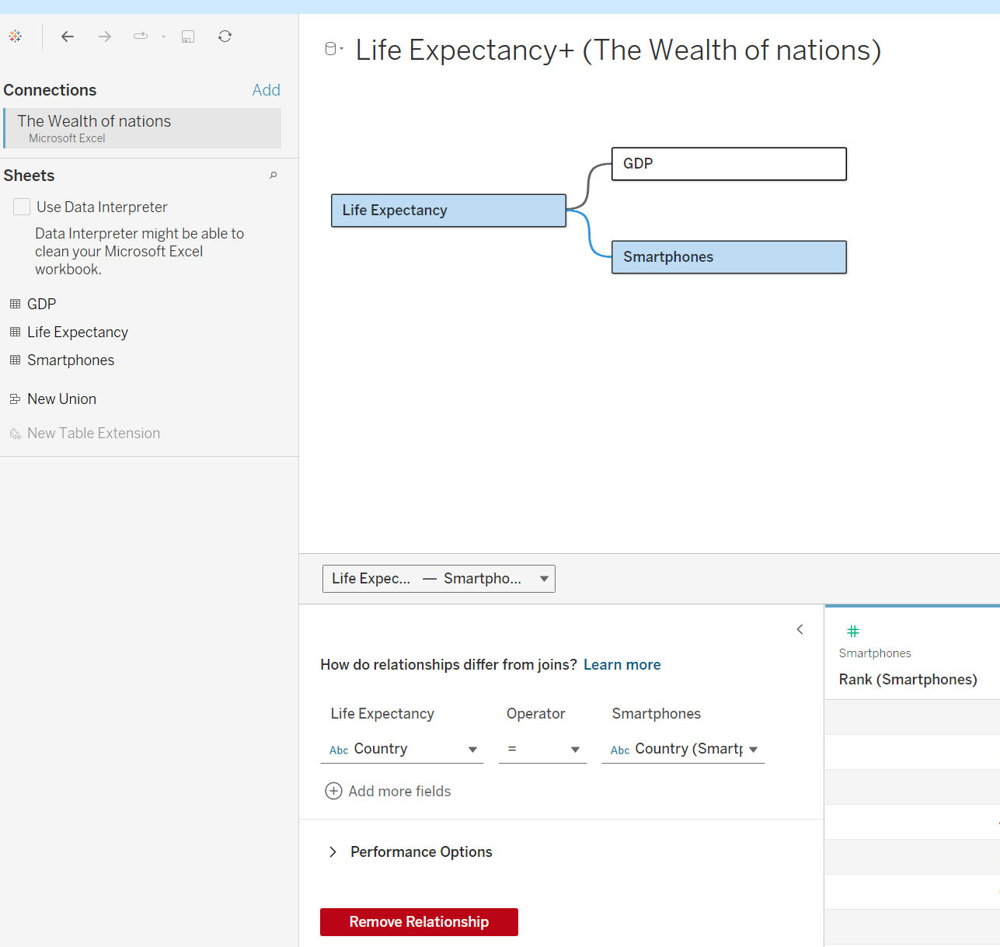 Life Expectancy+ (The Wealth of nations)
Connections
Add
The Wealth of nations
Microsoft Excel
Sheets
Use Data Interpreter
Data Interpreter might be able to
clean your Microsoft Excel
workbook.
GDP
Life Expectancy
Smartphones
New Union
New Table Extension
GDP
Life Expectancy
Smartphones
Life Expec... — Smartpho...
How do relationships differ from joins? Learn more
Life Expectancy Operator Smartphones
Abc Country = Abc Country (Smartp
Add more fields
Performance Options
Remove Relationship
#
Smartphones
Rank (Smartphones)